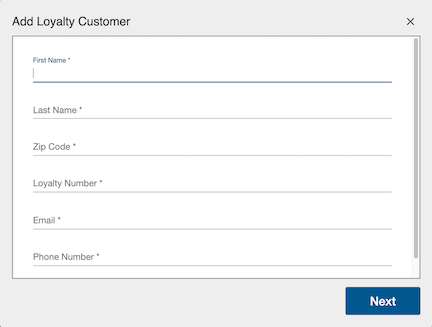 Add Loyalty Customer
First Name *
Last Name *
Zip Code *
Loyalty Number *
Email *
Phone Number *
Next